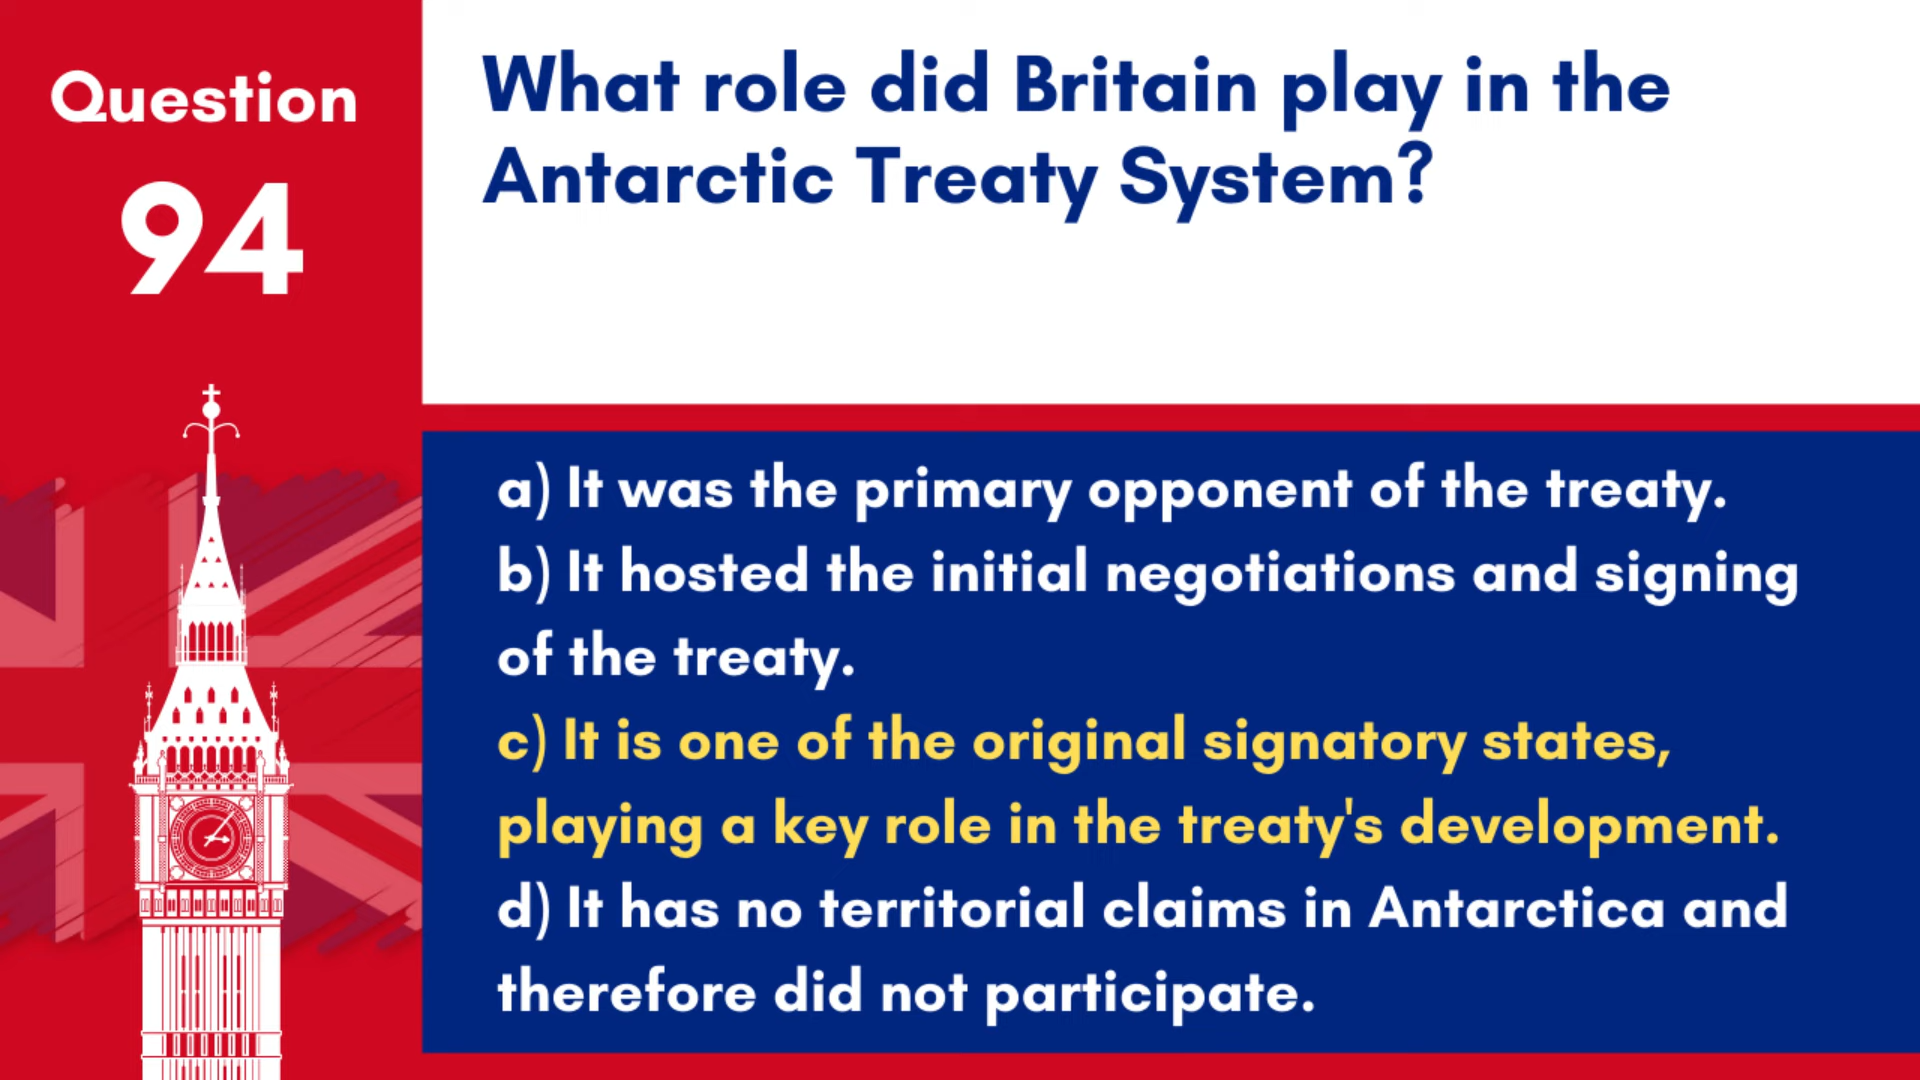 Question
94
What role did Britain play in the
Antarctic Treaty System?
a) It was the primary opponent of the treaty.
b) It hosted the initial negotiations and signing
of the treaty.
c) It is one of the original signatory states,
playing a key role in the treaty's development.
d) It has no territorial claims in Antarctica and
therefore did not participate.